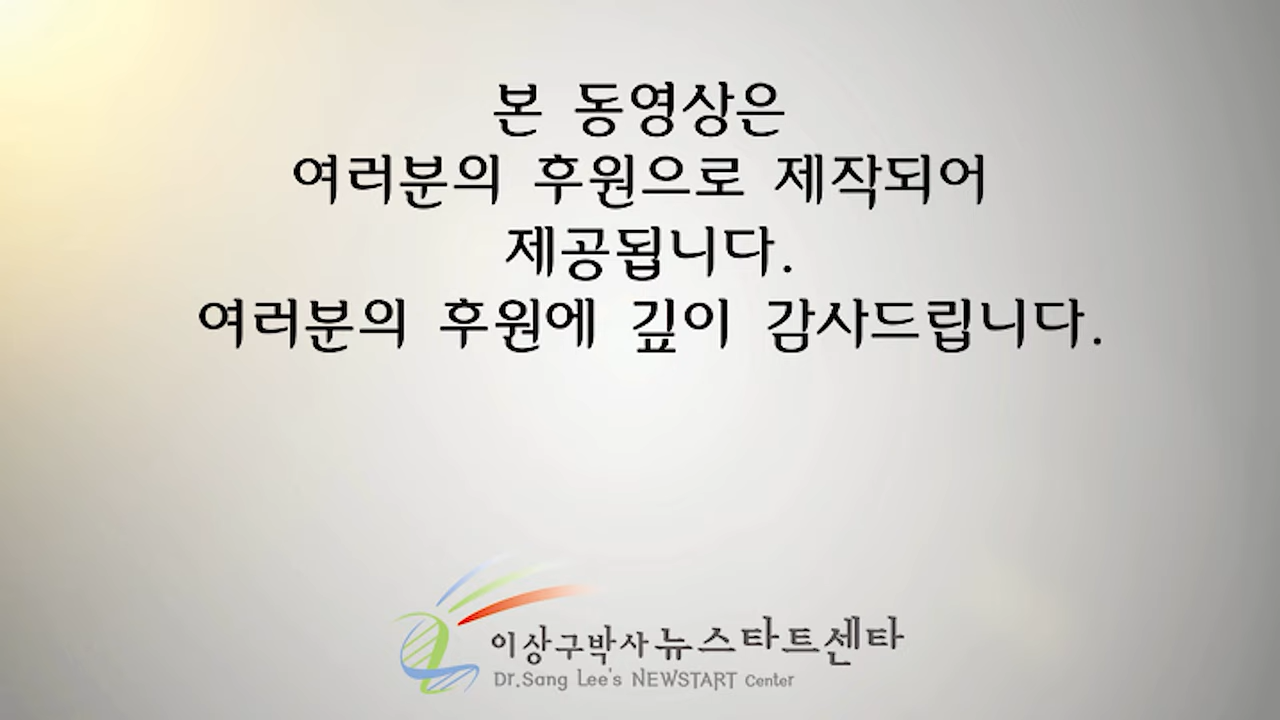 본 동영상은
여러분의 후원으로 제작되어
제공됩니다.
여러분의 후원에 깊이 감사드립니다.
이상구박사 뉴스타트센타
Dr.Sang Lee's NEWSTART Center